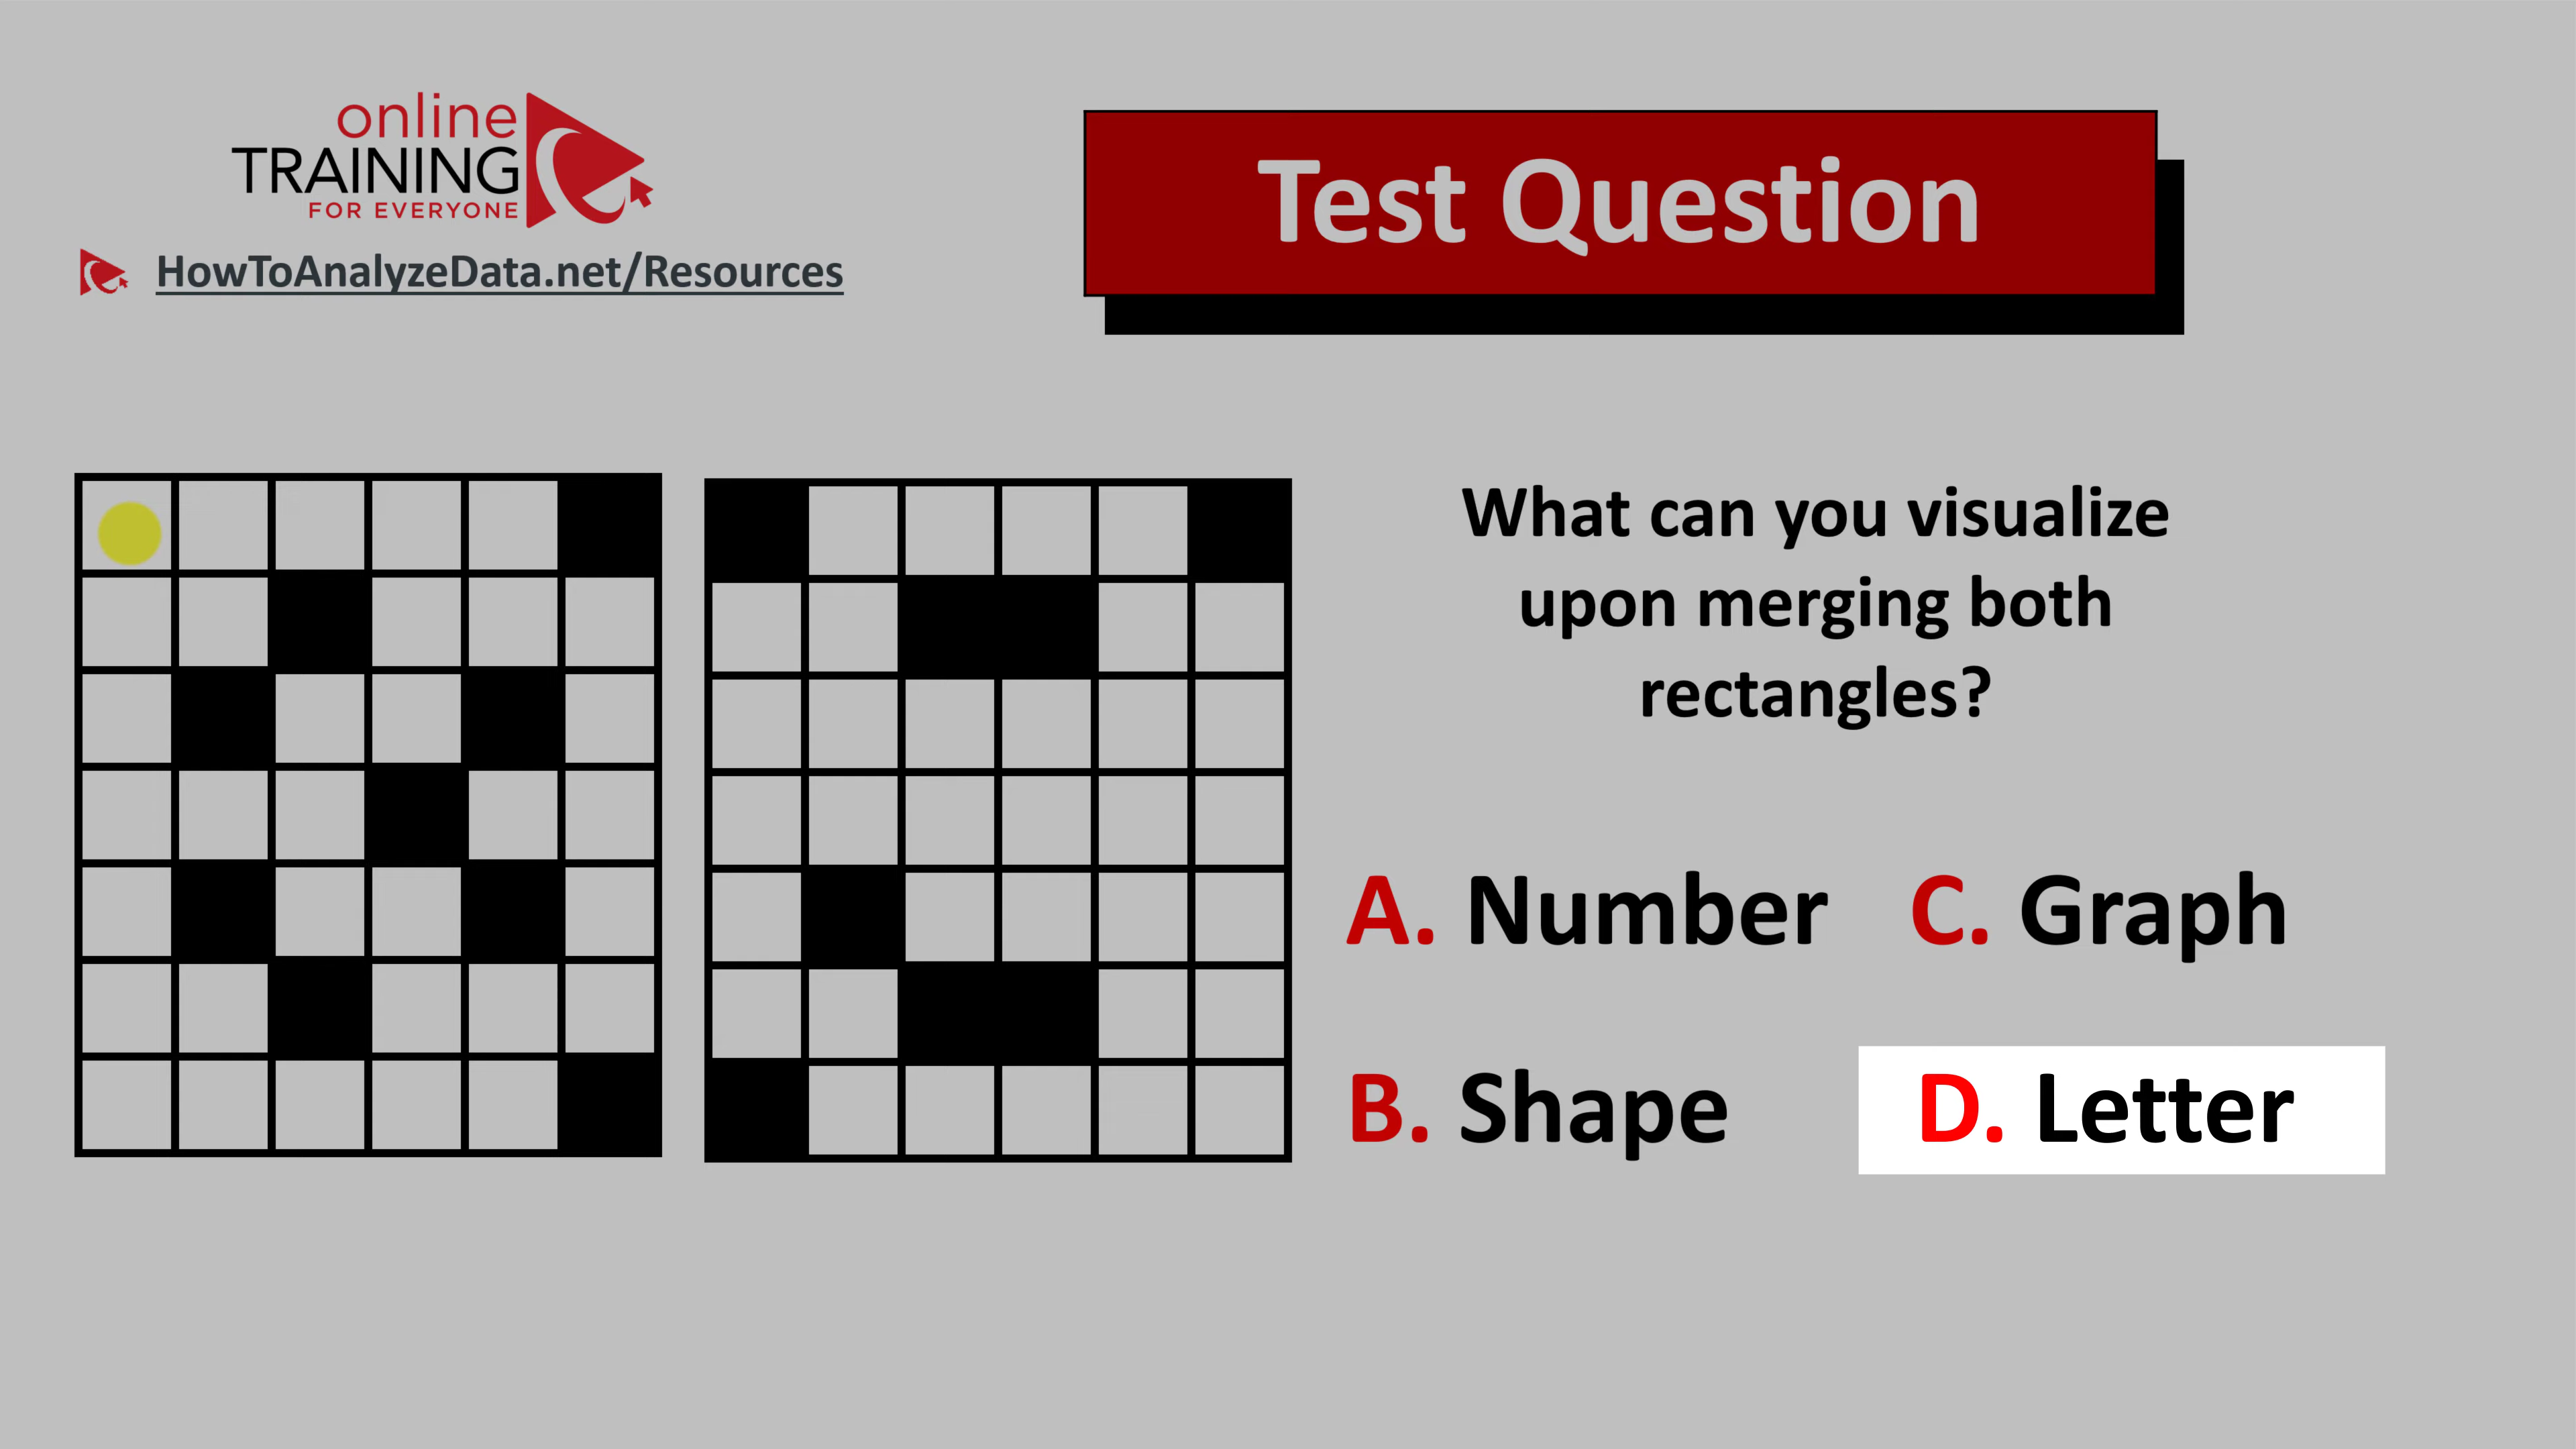 online
TRAINING
FOR EVERYONE
HowToAnalyzeData.net/Resources
Test Question
What can you visualize
upon merging both
rectangles?
A. Number
C. Graph
B. Shape
D. Letter